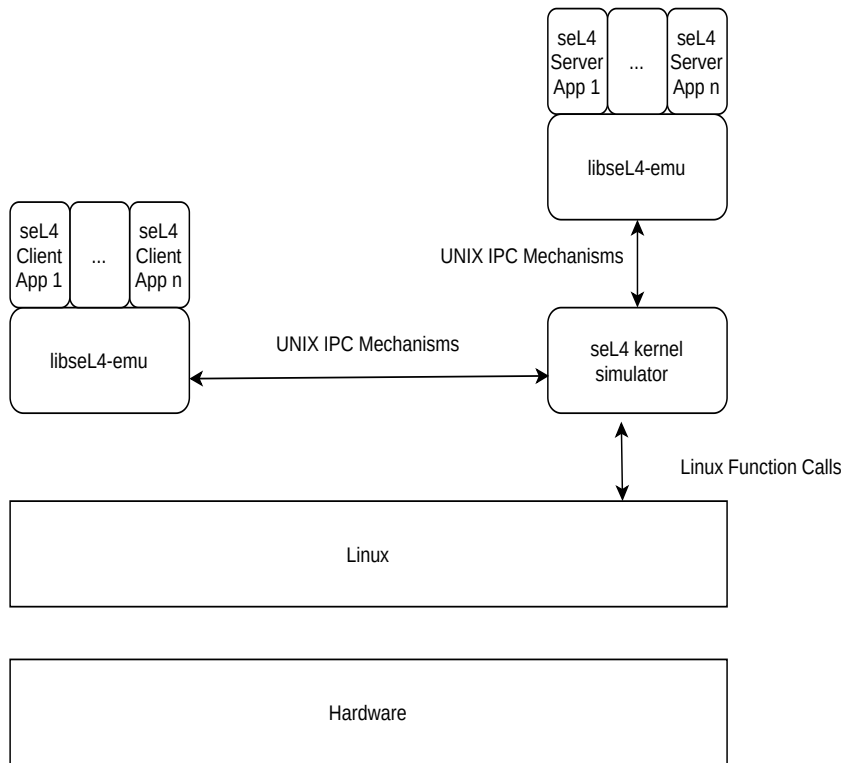 seL4
Server
App 1
...
seL4
Server
App n
libseL4-emu
UNIX IPC Mechanisms
seL4
Client
App 1
...
seL4
Client
App n
libseL4-emu
UNIX IPC Mechanisms
seL4 kernel
simulator
Linux Function Calls
Linux
Hardware